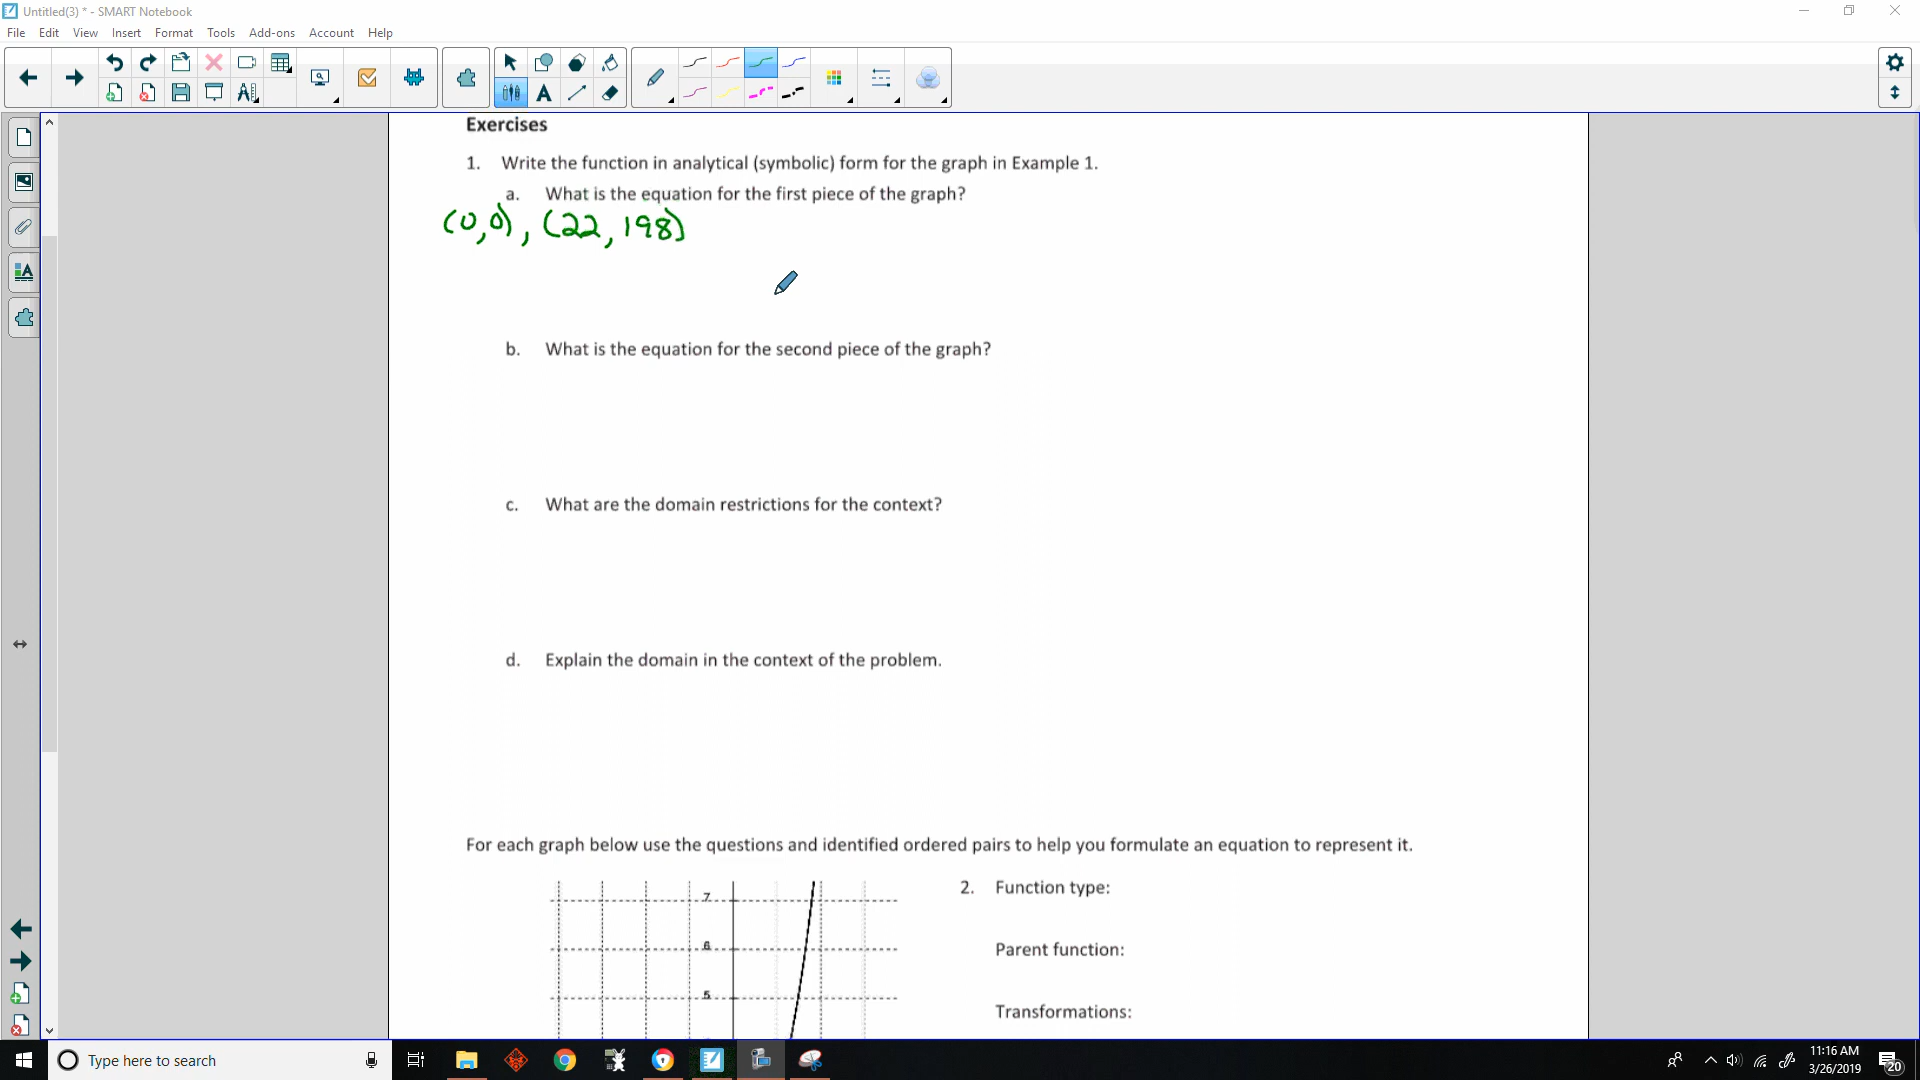 Untitled(3) * - SMART Notebook
File Edit View Insert Format Tools Add-ons Account Help
Exercises
1. Write the function in analytical (symbolic) form for the graph in Example 1.
a. What is the equation for the first piece of the graph?
(0,0), (22,198)
b. What is the equation for the second piece of the graph?
c. What are the domain restrictions for the context?
d. Explain the domain in the context of the problem.
For each graph below use the questions and identified ordered pairs to help you formulate an equation to represent it.
7
6
5
2. Function type:
Parent function:
Transformations:
Type here to search
11:16 AM
3/26/2019
20